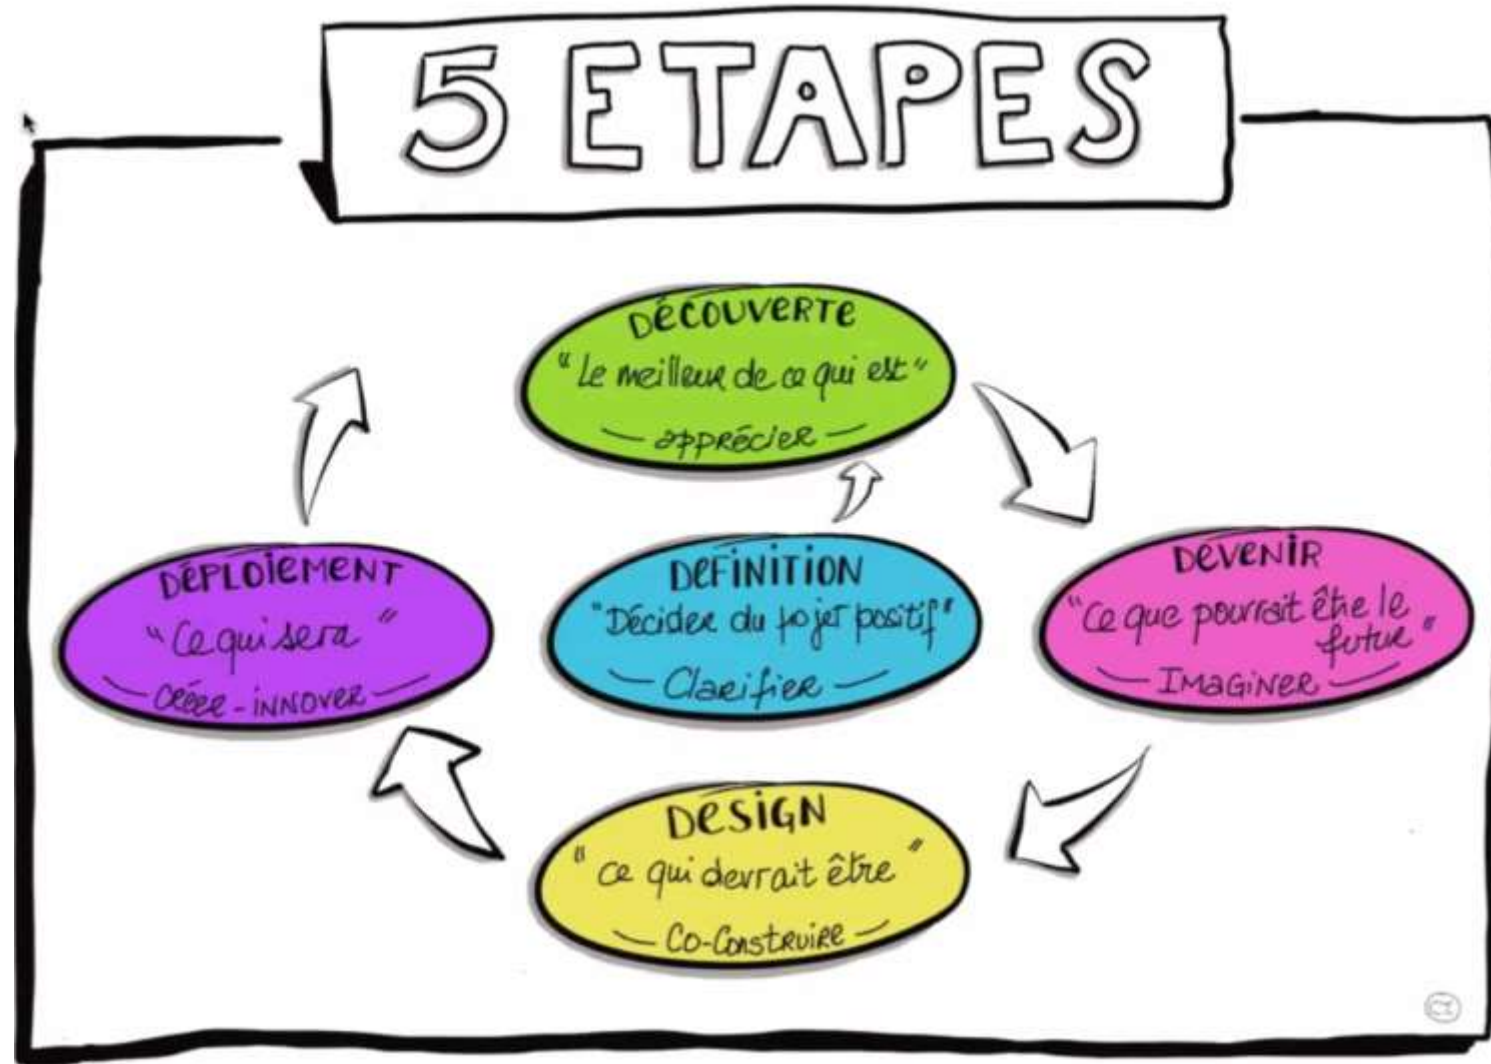 5 ETAPES
DÉCOUVERTE
"Le meilleur de ce qui est"
apprécier
DÉPLOIEMENT
"Ce qui sera"
créer - innover
DEFINITION
"Décider du pojet positif"
Clarifier
DEVENIR
"Ce que pourrait être le
futur"
IMAGINER
DESIGN
"ce qui devrait être"
Co-Construire